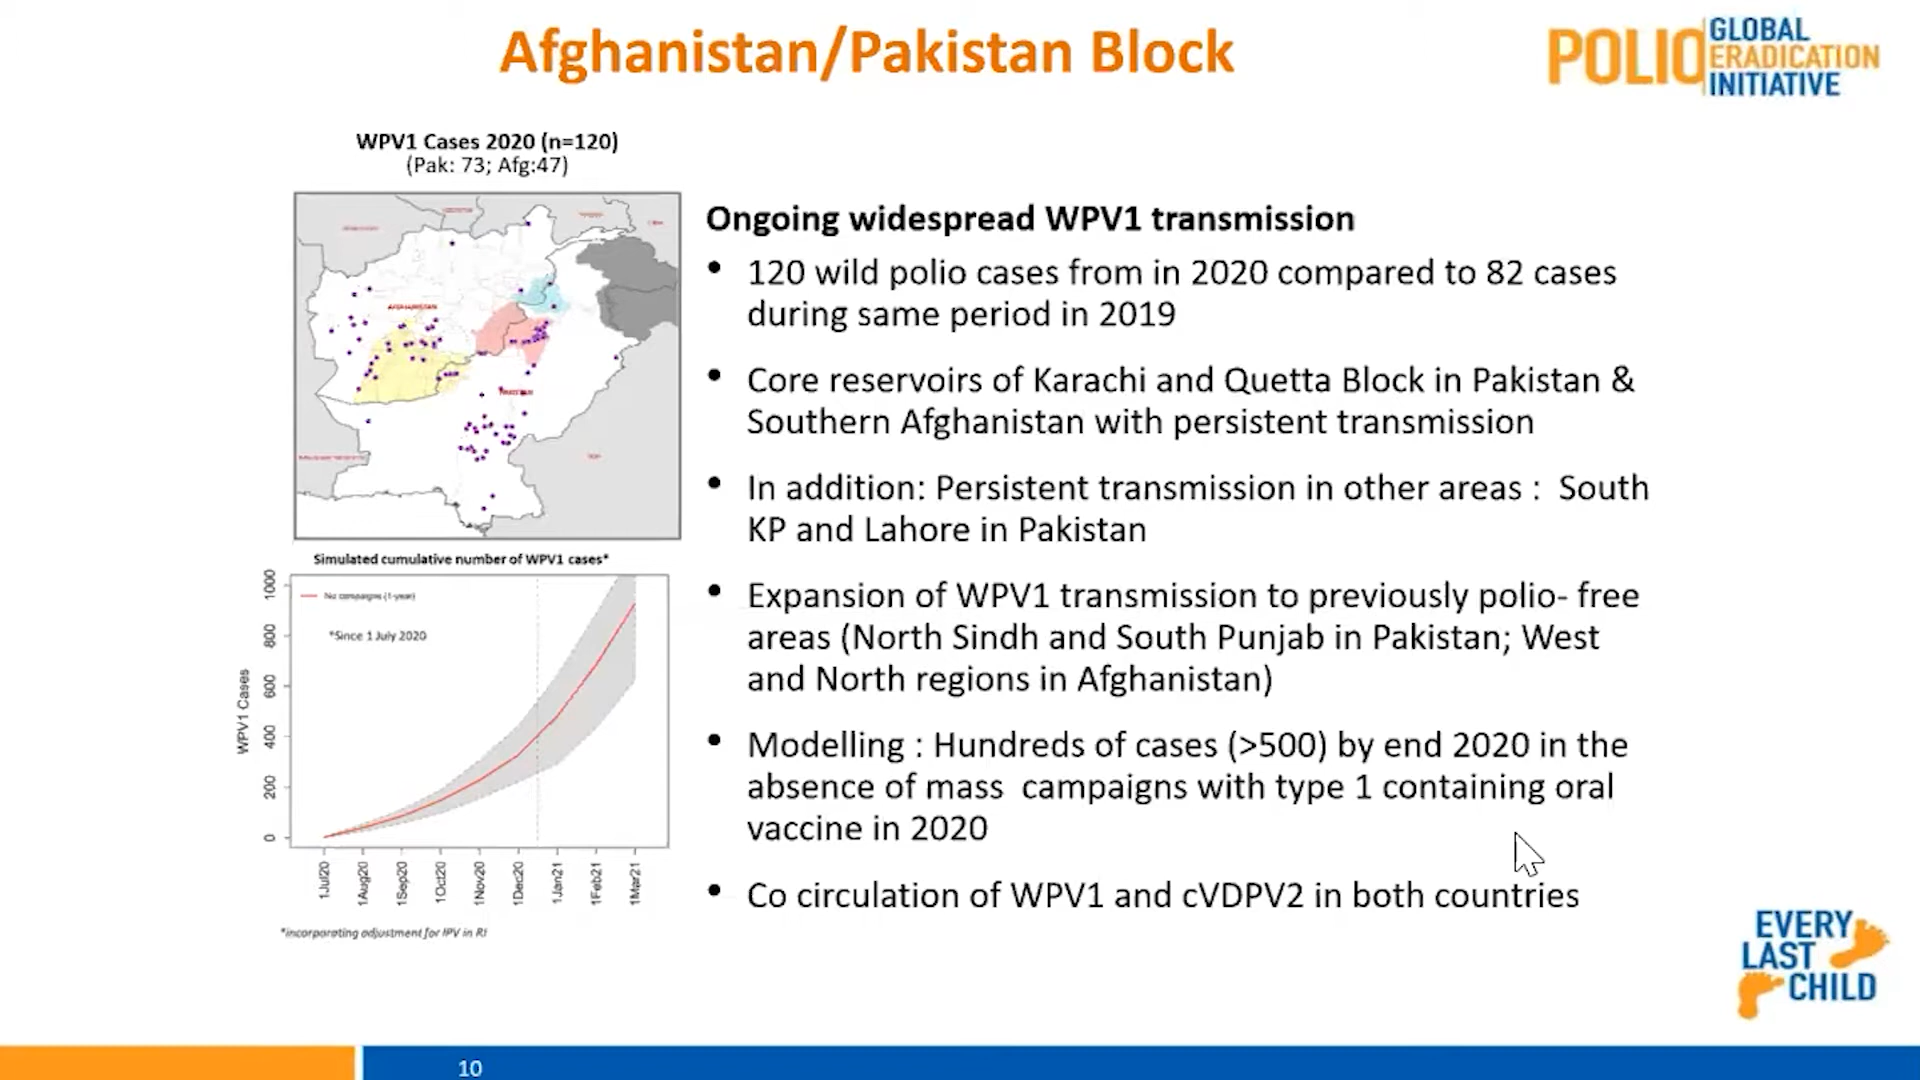 Afghanistan/Pakistan Block
POLIO GLOBAL
ERADICATION
INITIATIVE
WPV1 Cases 2020 (n=120)
(Pak: 73; Afg:47)
AFGHANISTAN
PAKISTAN
Simulated cumulative number of WPV1 cases*
No campaigns (1-year)
*Since 1 July 2020
WPV1 Cases
1000
800
600
400
200
0
1Jul20
1Aug20
1Sep20
1Oct20
1Nov20
1Dec20
1Jan21
1Feb21
1Mar21
*incorporating adjustment for IPV in RI
Ongoing widespread WPV1 transmission
• 120 wild polio cases from in 2020 compared to 82 cases
during same period in 2019
• Core reservoirs of Karachi and Quetta Block in Pakistan &
Southern Afghanistan with persistent transmission
• In addition: Persistent transmission in other areas : South
KP and Lahore in Pakistan
• Expansion of WPV1 transmission to previously polio- free
areas (North Sindh and South Punjab in Pakistan; West
and North regions in Afghanistan)
• Modelling : Hundreds of cases (>500) by end 2020 in the
absence of mass campaigns with type 1 containing oral
vaccine in 2020
• Co circulation of WPV1 and cVDPV2 in both countries
EVERY
LAST
CHILD
10